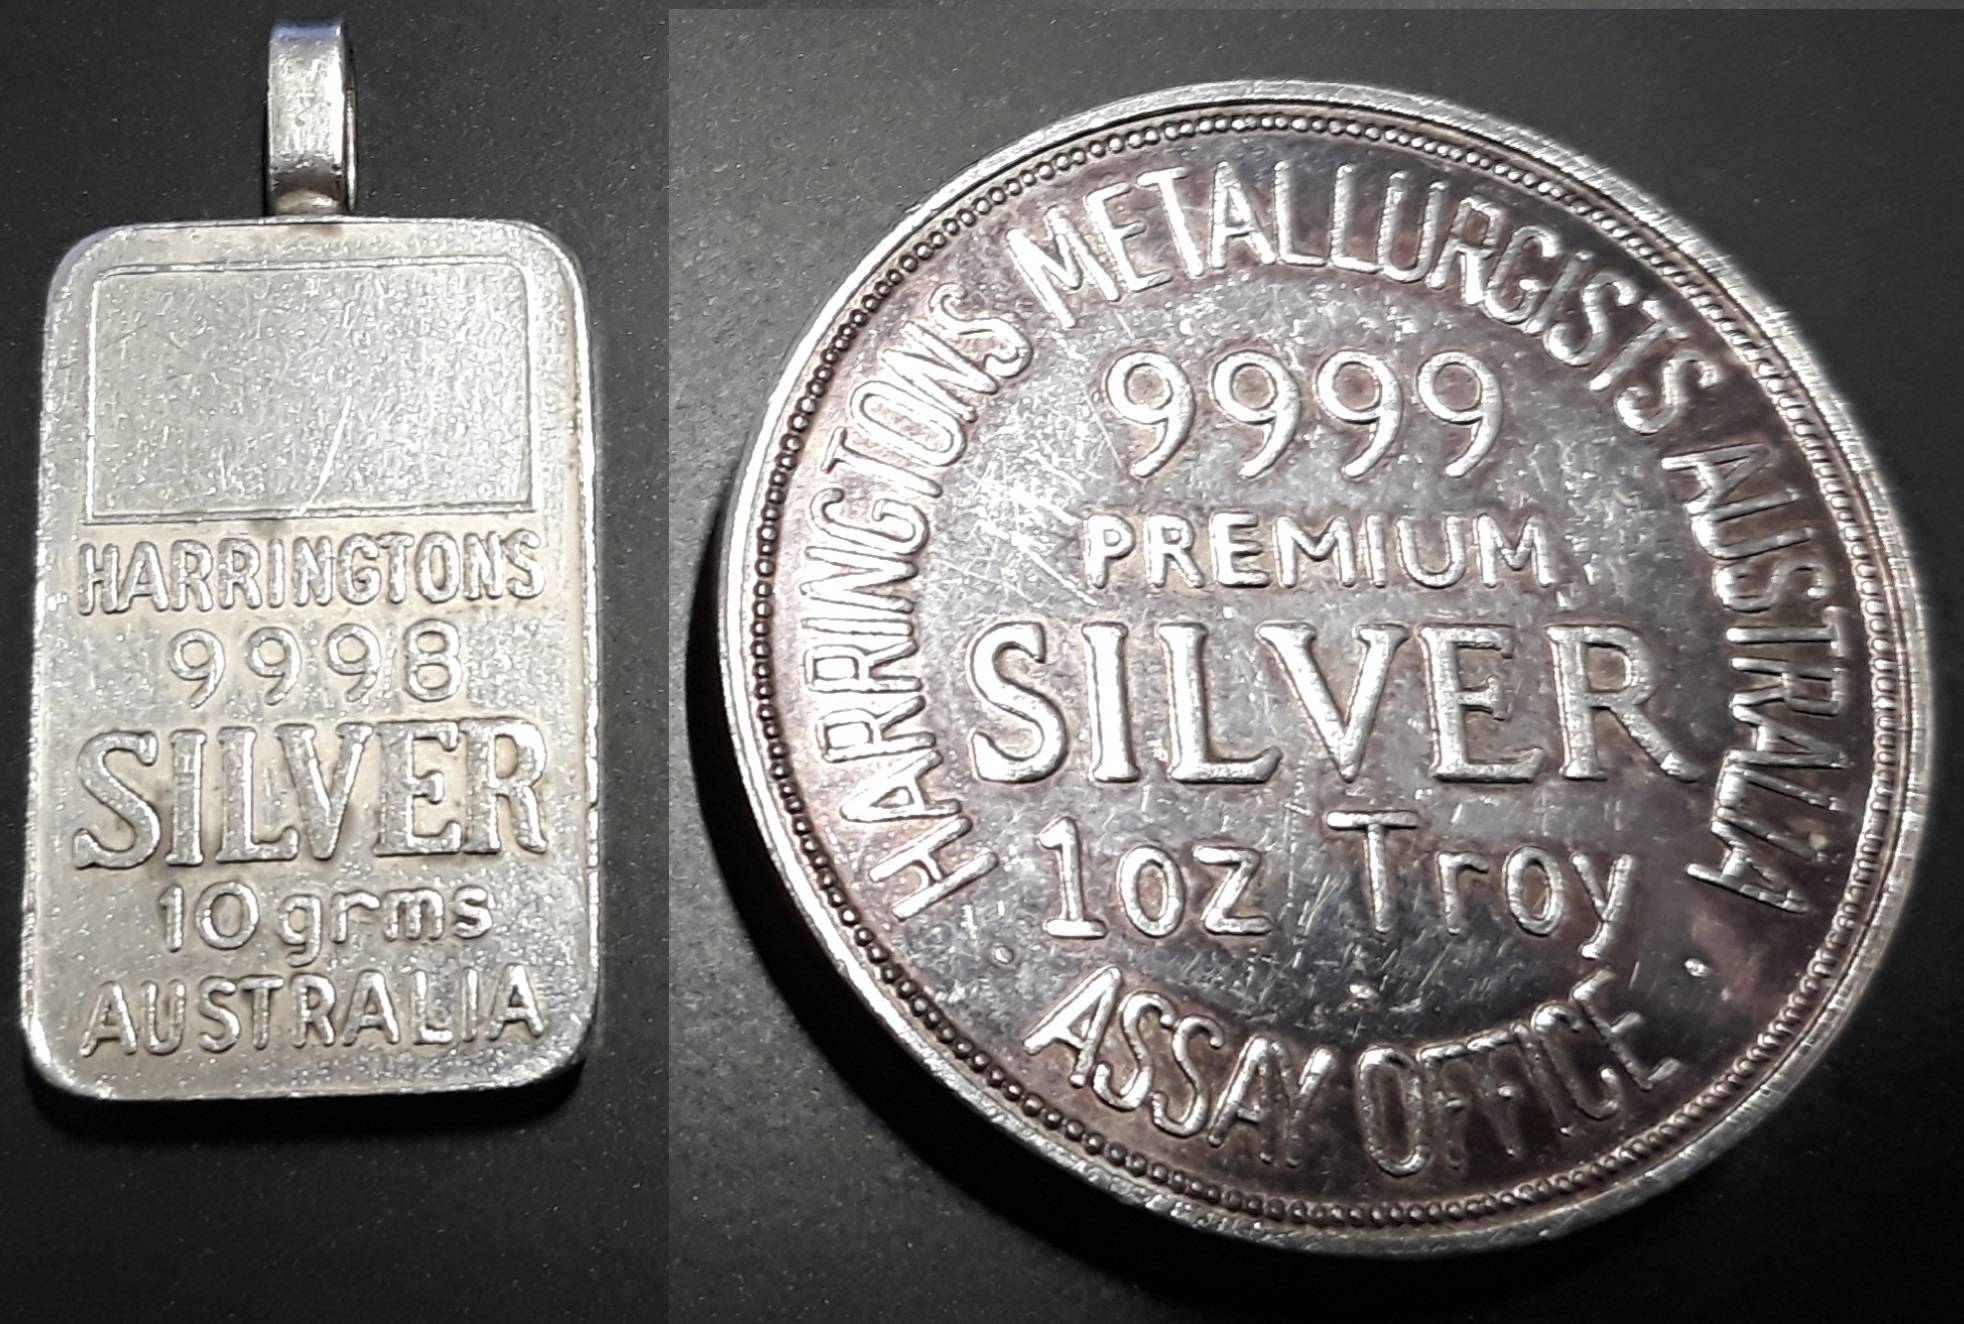 HARRINGTONS
9998
SILVER
10 grms
AUSTRALIA
HARRINGTONS METALLURGISTS AUSTRALIA
9999
PREMIUM
SILVER
1oz Troy
ASSAY OFFICE